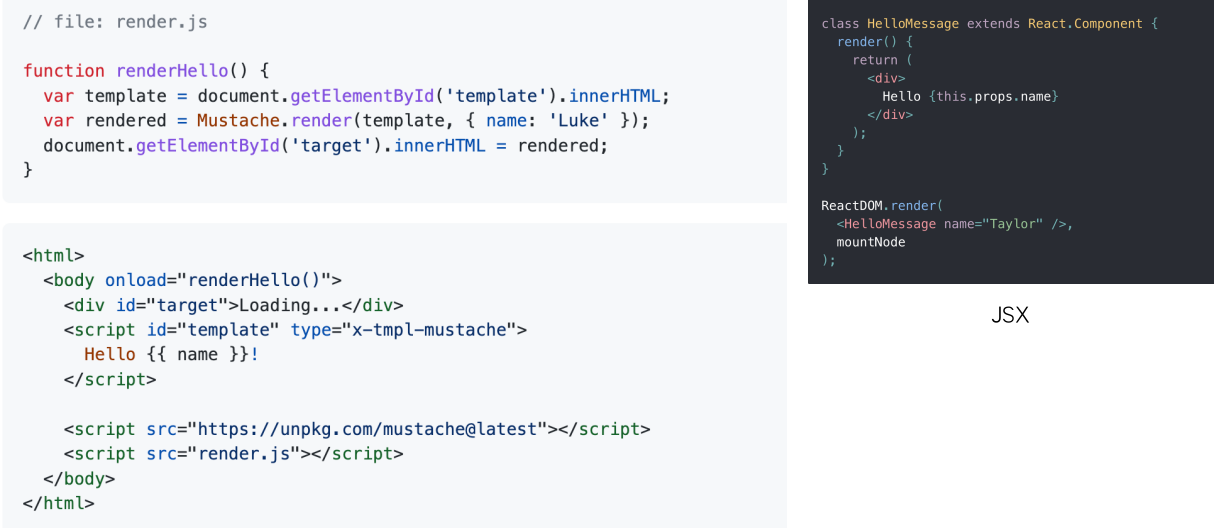 // file: render.js
function renderHello() {
  var template = document.getElementById('template').innerHTML;
  var rendered = Mustache.render(template, { name: 'Luke' });
  document.getElementById('target').innerHTML = rendered;
}
<html>
  <body onload="renderHello()">
    <div id="target">Loading...</div>
    <script id="template" type="x-tmpl-mustache">
      Hello {{ name }}!
    </script>
    <script src="https://unpkg.com/mustache@latest"></script>
    <script src="render.js"></script>
  </body>
</html>
class HelloMessage extends React.Component {
  render() {
    return (
      <div>
        Hello {this.props.name}
      </div>
    );
  }
}
ReactDOM.render(
  <HelloMessage name="Taylor" />,
  mountNode
);
JSX